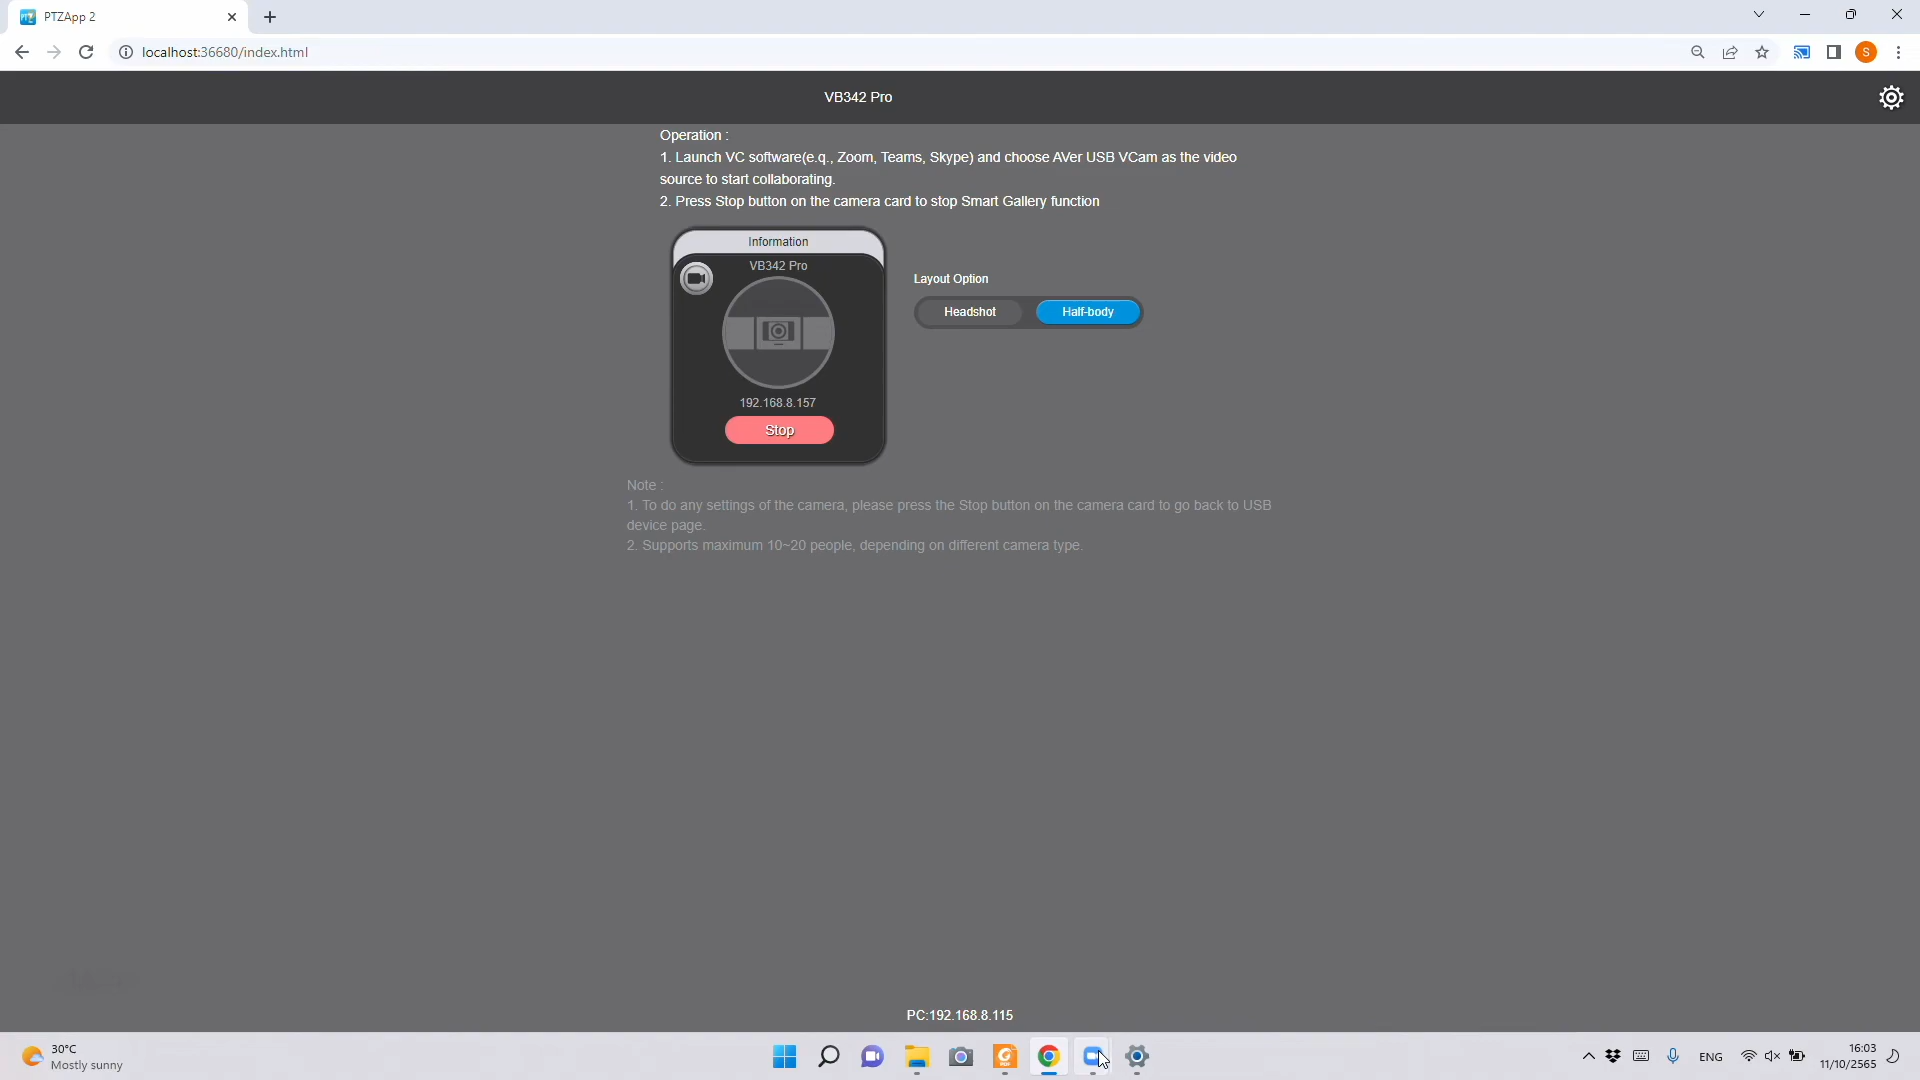 PTZApp 2
localhost:36680/index.html
S
VB342 Pro
Operation :
1. Launch VC software(e.q., Zoom, Teams, Skype) and choose AVer USB VCam as the video
source to start collaborating.
2. Press Stop button on the camera card to stop Smart Gallery function
Information
VB342 Pro
192.168.8.157
Stop
Layout Option
Headshot
Half-body
Note :
1. To do any settings of the camera, please press the Stop button on the camera card to go back to USB
device page.
2. Supports maximum 10~20 people, depending on different camera type.
PC:192.168.8.115
30°C
Mostly sunny
ENG
16:03
11/10/2565